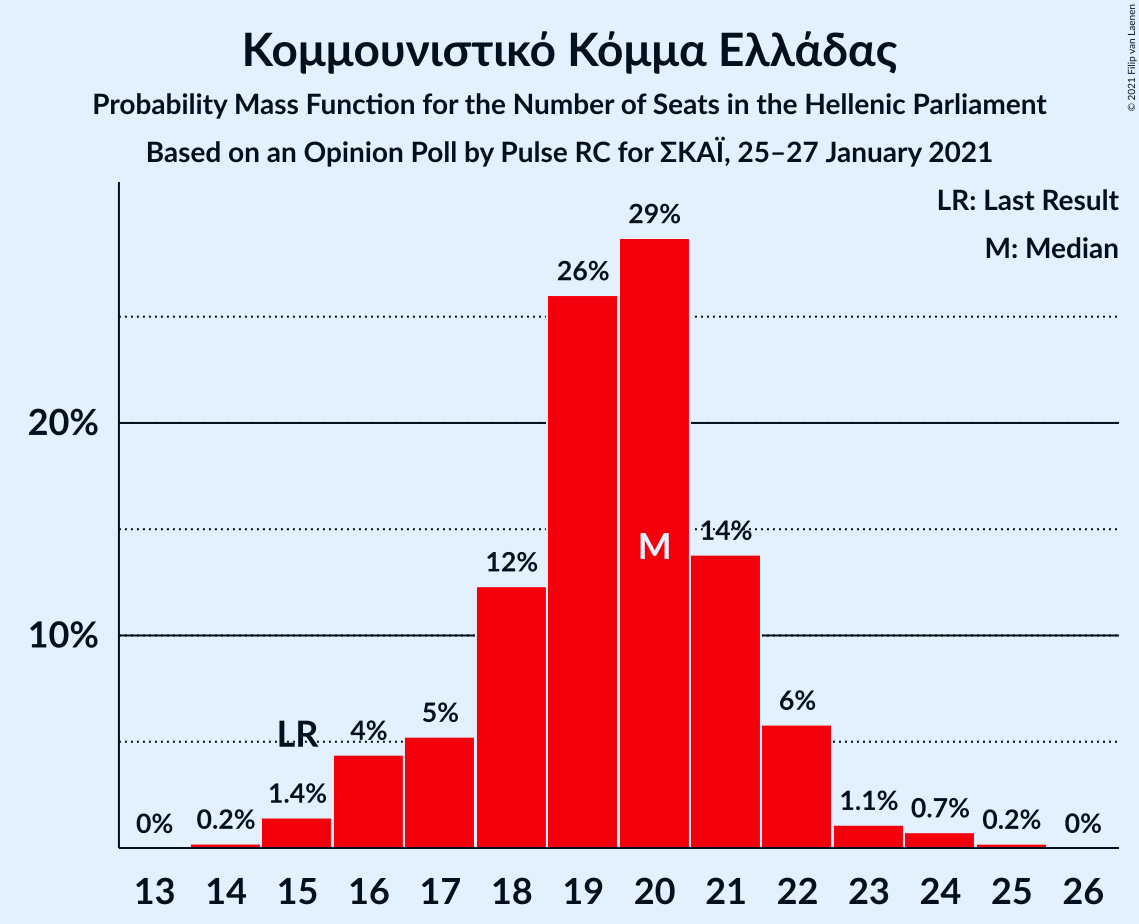 Κομμουνιστικό Κόμμα Ελλάδας
Probability Mass Function for the Number of Seats in the Hellenic Parliament
Based on an Opinion Poll by Pulse RC for ΣΚΑΪ, 25–27 January 2021
© 2021 Filip van Laenen
LR: Last Result
M: Median
20%
10%
0%
0.2%
1.4%
LR
4%
5%
12%
26%
29%
M
14%
6%
1.1%
0.7%
0.2%
0%
13 14 15 16 17 18 19 20 21 22 23 24 25 26